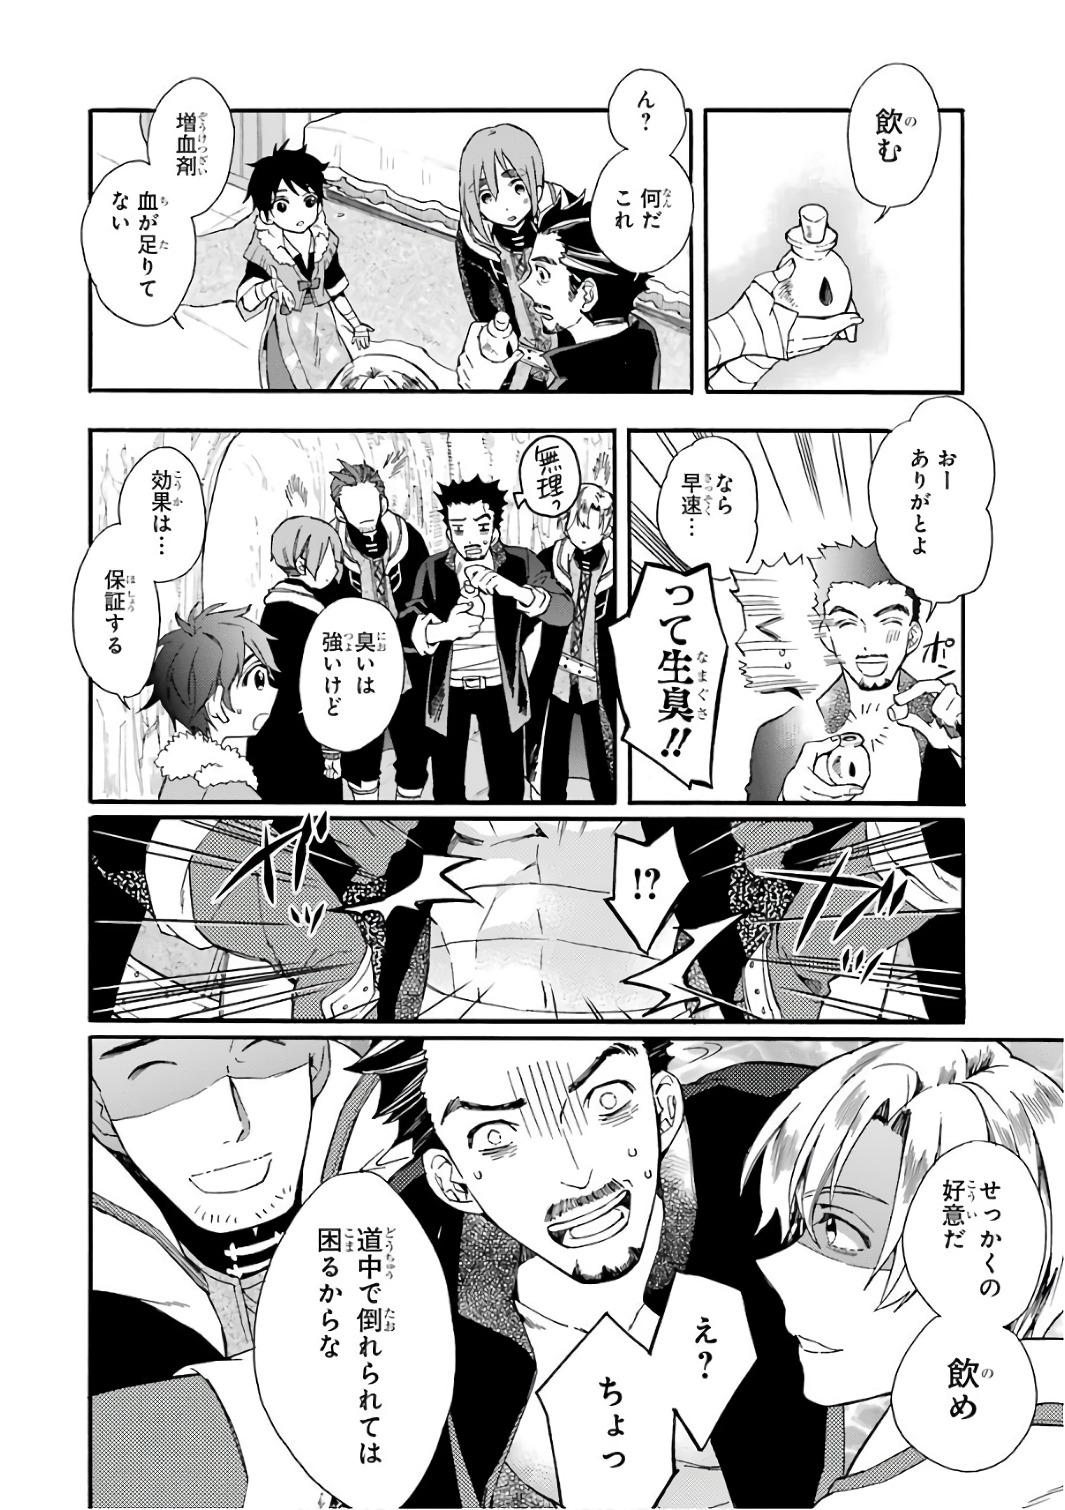 飲む
ん?
何だ
これ
増血剤
血が足りて
ない
おー
ありがとよ
ポン
なら
早速…
って生臭!!
無理っ
臭いは
強いけど
効果は…
保証する
!?
せっかくの
好意だ
飲め
え?
ちょっ
道中で倒れられては
困るからな